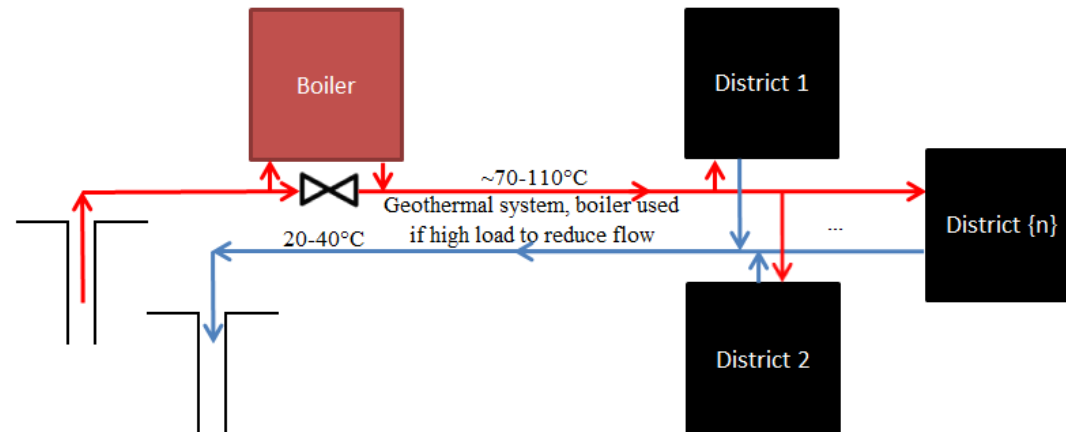 Boiler
District 1
~70-110°C
Geothermal system, boiler used
if high load to reduce flow
20-40°C
...
District {n}
District 2